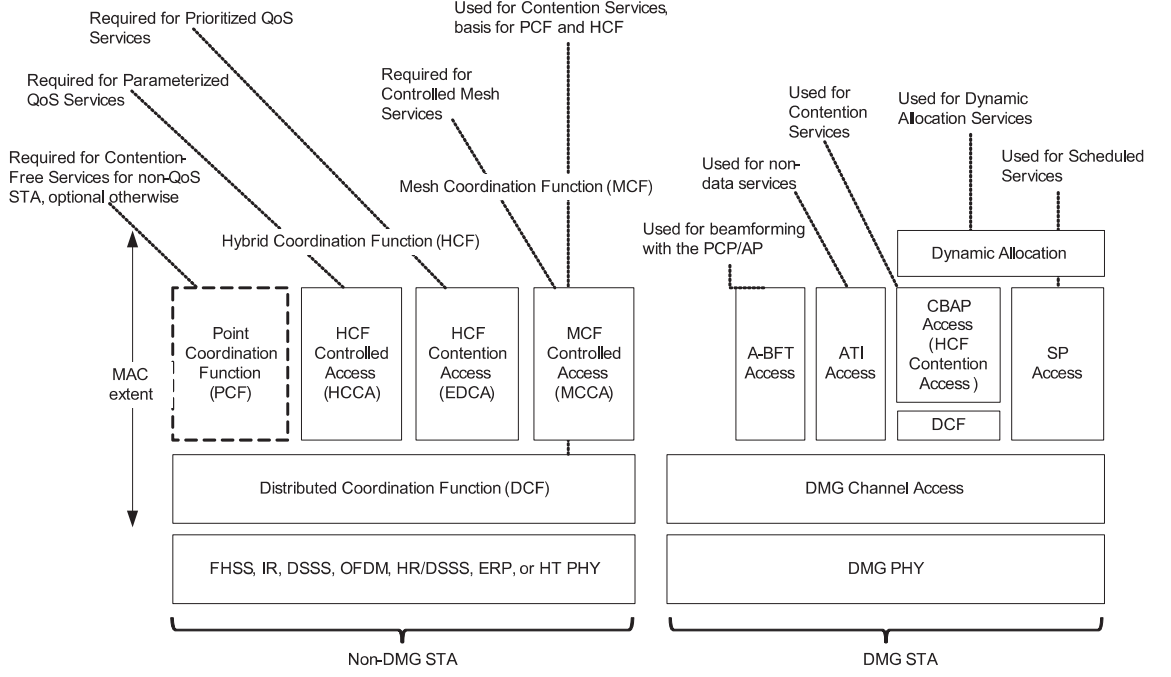 Required for Prioritized QoS
Services
Used for Contention Services,
basis for PCF and HCF
Required for Parameterized
QoS Services
Required for
Controlled Mesh
Services
Used for
Contention
Services
Used for Dynamic
Allocation Services
Required for Contention-
Free Services for non-QoS
STA, optional otherwise
Used for non-
data services
Used for Scheduled
Services
Mesh Coordination Function (MCF)
Used for beamforming
with the PCP/AP
Hybrid Coordination Function (HCF)
Dynamic Allocation
MAC
extent
Point
Coordination
Function
(PCF)
HCF
Controlled
Access
(HCCA)
HCF
Contention
Access
(EDCA)
MCF
Controlled
Access
(MCCA)
A-BFT
Access
ATI
Access
CBAP
Access
(HCF
Contention
Access)
DCF
SP
Access
Distributed Coordination Function (DCF)
DMG Channel Access
FHSS, IR, DSSS, OFDM, HR/DSSS, ERP, or HT PHY
DMG PHY
Non-DMG STA
DMG STA